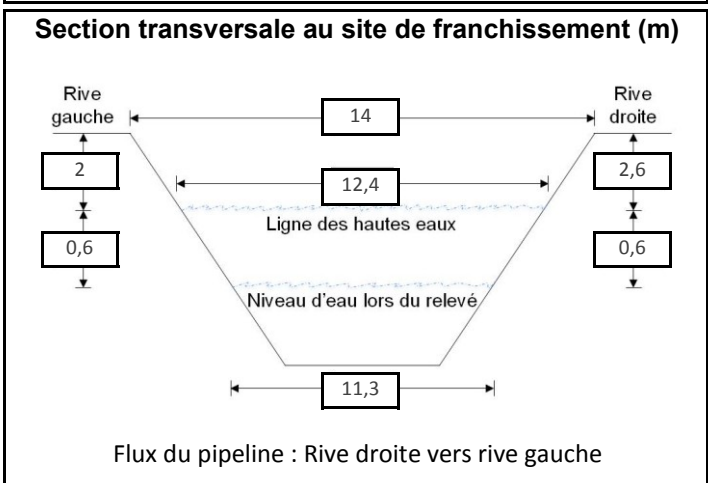 Section transversale au site de franchissement (m)
Rive gauche
14
Rive droite
2
12,4
2,6
Ligne des hautes eaux
0,6
0,6
Niveau d'eau lors du relevé
11,3
Flux du pipeline : Rive droite vers rive gauche